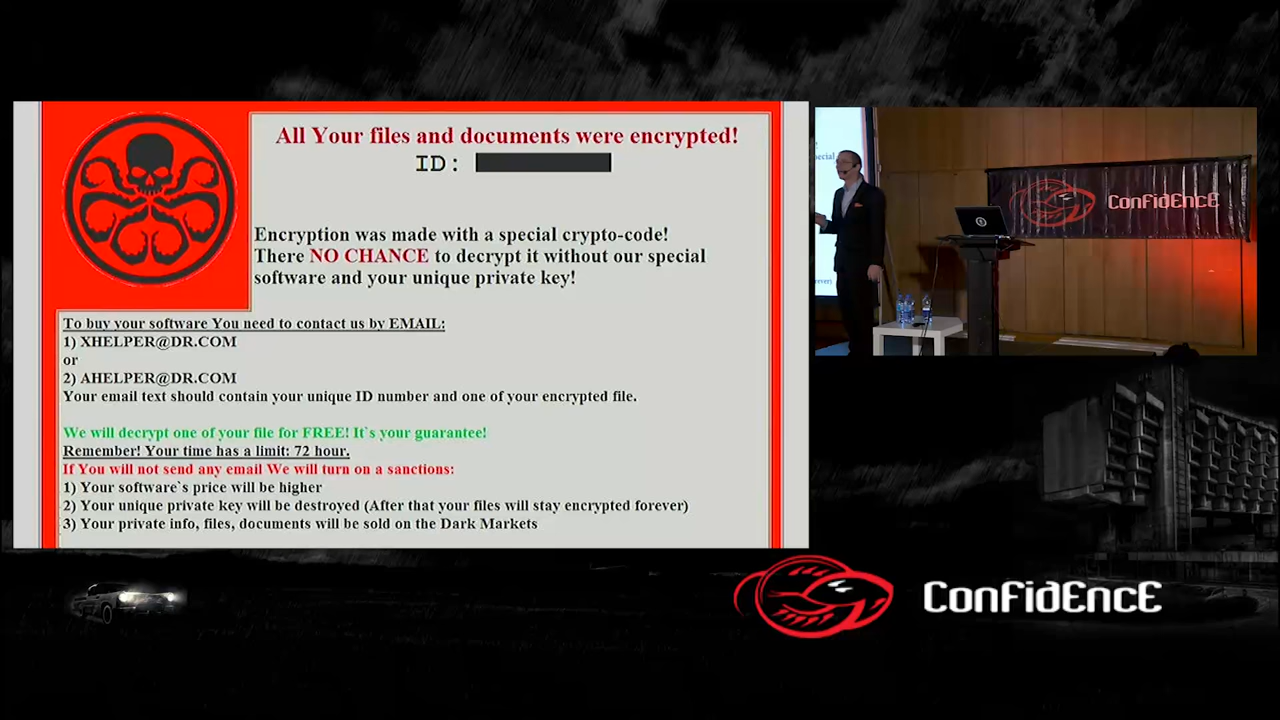 All Your files and documents were encrypted!
ID:
Encryption was made with a special crypto-code!
There NO CHANCE to decrypt it without our special
software and your unique private key!
To buy your software You need to contact us by EMAIL:
1) XHELPER@DR.COM
or
2) AHELPER@DR.COM
Your email text should contain your unique ID number and one of your encrypted file.
We will decrypt one of your file for FREE! It`s your guarantee!
Remember! Your time has a limit: 72 hour.
If You will not send any email We will turn on a sanctions:
1) Your software`s price will be higher
2) Your unique private key will be destroyed (After that your files will stay encrypted forever)
3) Your private info, files, documents will be sold on the Dark Markets
ConFidEncE
ConFidEncE